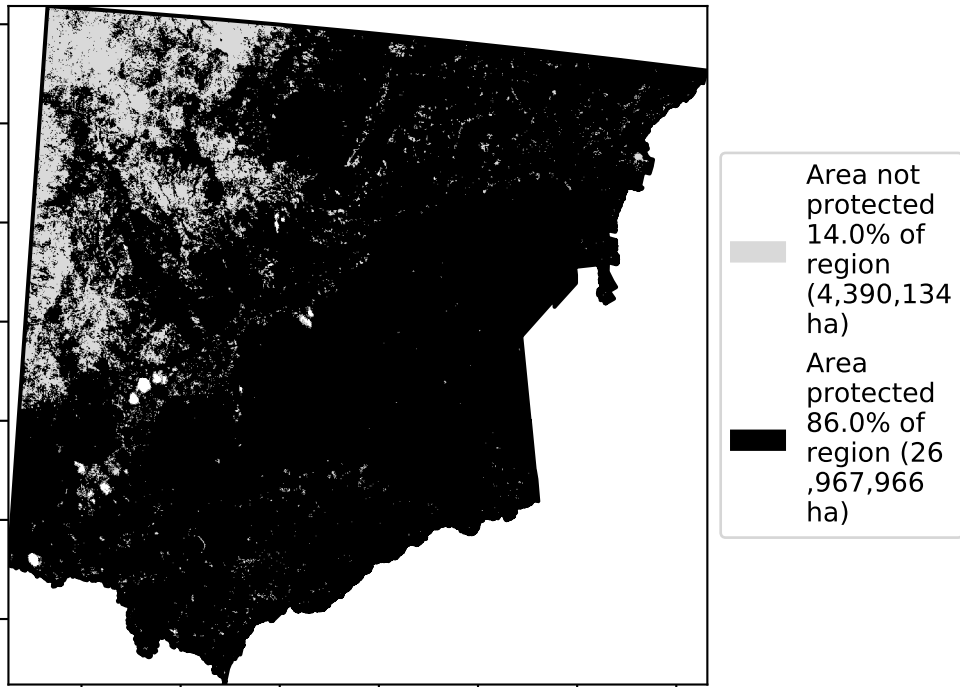 Area not
protected
14.0% of
region
(4,390,134
ha)
Area
protected
86.0% of
region (26
,967,966
ha)